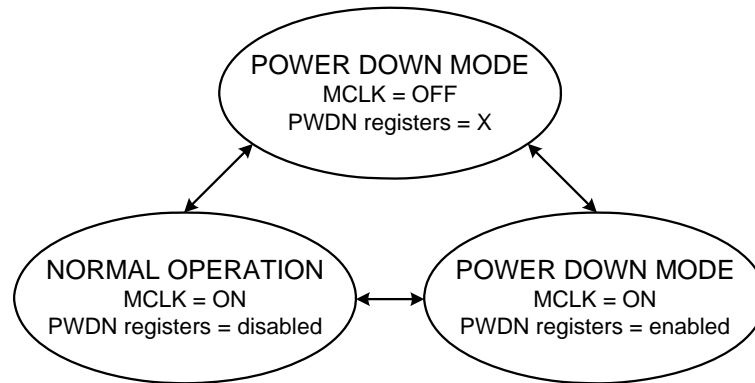 POWER DOWN MODE
MCLK = OFF
PWDN registers = X
NORMAL OPERATION
MCLK = ON
PWDN registers = disabled
POWER DOWN MODE
MCLK = ON
PWDN registers = enabled